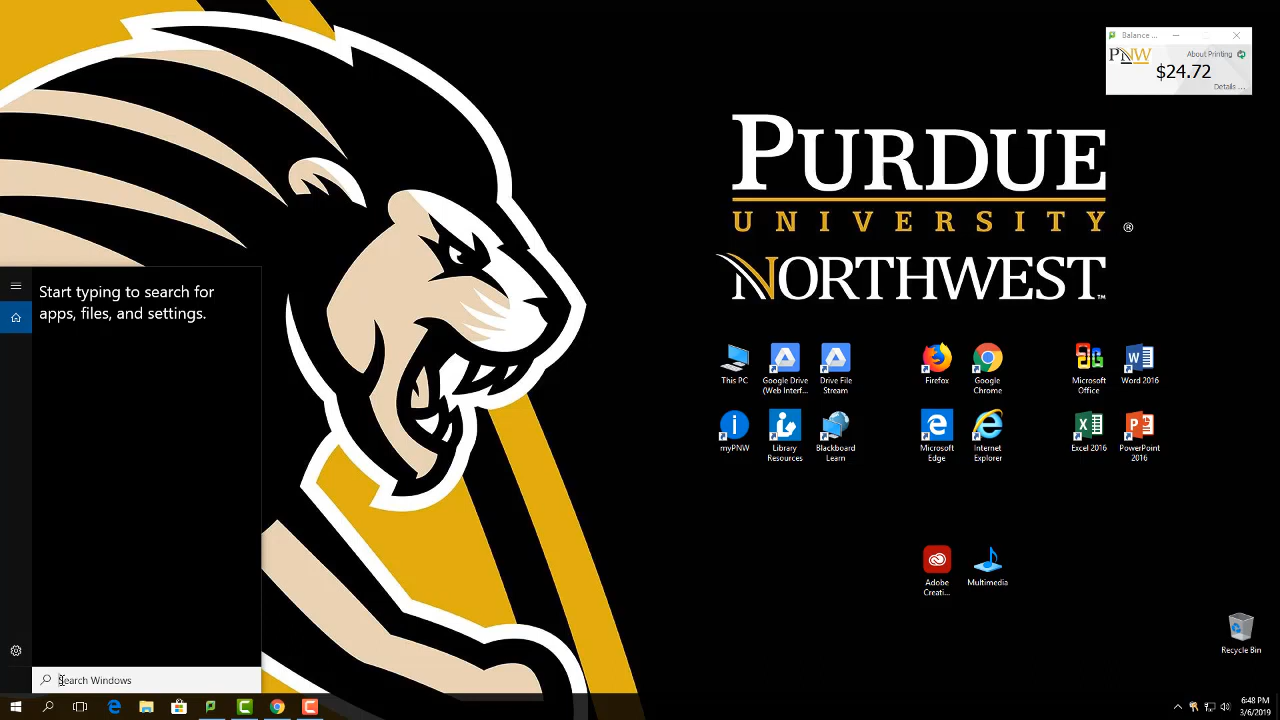 Balance ...
PNW
About Printing
$24.72
Details ...
PURDUE
UNIVERSITY®
NORTHWEST™
Start typing to search for
apps, files, and settings.
This PC
Google Drive
(Web Interf...
Drive File
Stream
Firefox
Google
Chrome
Microsoft
Office
Word 2016
myPNW
Library
Resources
Blackboard
Learn
Microsoft
Edge
Internet
Explorer
Excel 2016
PowerPoint
2016
Adobe
Creati...
Multimedia
Recycle Bin
Search Windows
6:48 PM
3/6/2019